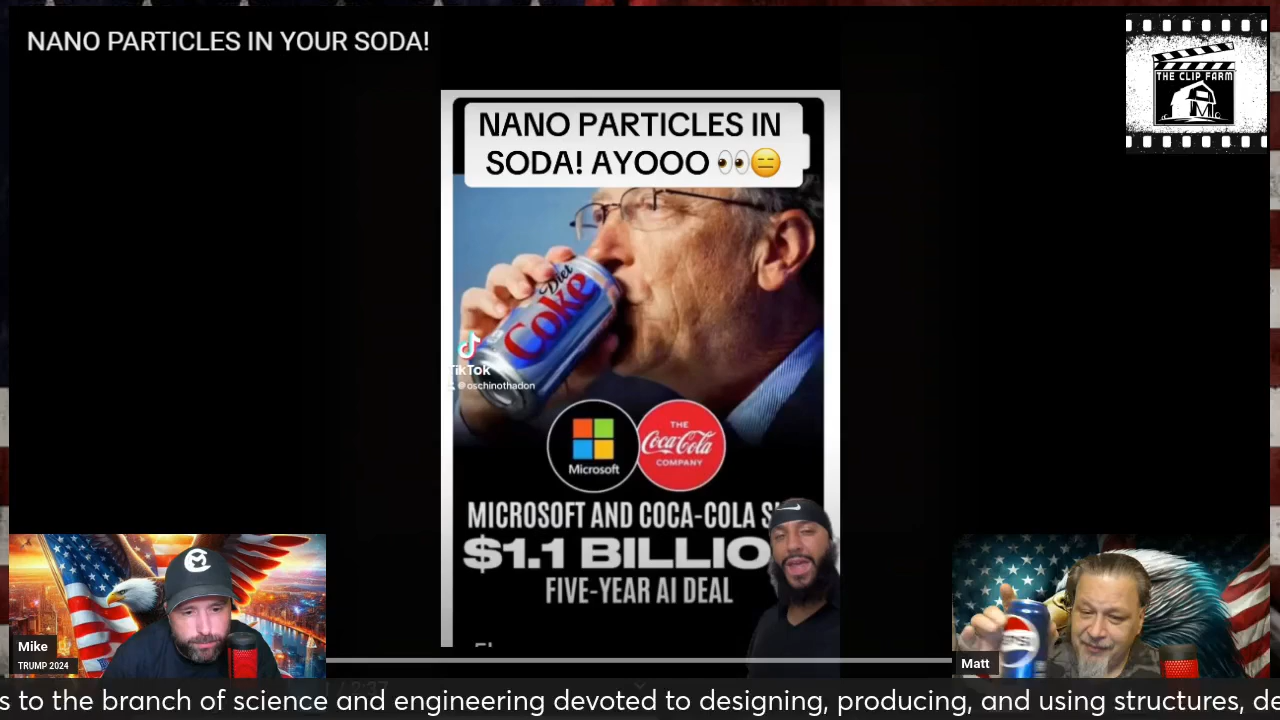 NANO PARTICLES IN YOUR SODA!
THE CLIP FARM
NANO PARTICLES IN
SODA! AYOOO 👀😑
Diet
Coke
TikTok
@oschinothadon
Microsoft
THE
Coca-Cola
COMPANY
MICROSOFT AND COCA-COLA
$1.1 BILLIO
FIVE-YEAR AI DEAL
Mike
TRUMP 2024
PEPSI
Matt
s to the branch of science and engineering devoted to designing, producing, and using structures, de